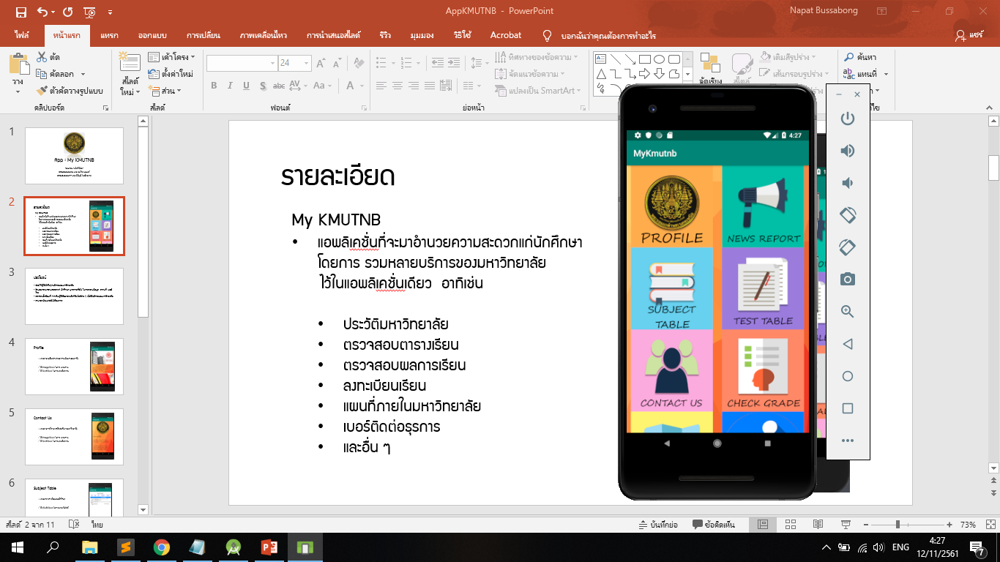 AppKMUTNB - PowerPoint
Napat Bussabong
ไฟล์ หน้าแรก แทรก ออกแบบ การเปลี่ยน ภาพเคลื่อนไหว การนำเสนอสไลด์ รีวิว มุมมอง วิธีใช้ Acrobat บอกฉันว่าคุณต้องการทำอะไร แชร์
วาง
ตัด
คัดลอก
ตัวคัดวางรูปแบบ
คลิปบอร์ด
สไลด์
ใหม่
เค้าโครง
ตั้งค่าใหม่
ส่วน
สไลด์
24
B I U S abc AV Aa A
ฟอนต์
ทิศทางของข้อความ
จัดแนวข้อความ
แปลงเป็น SmartArt
ย่อหน้า
จัดเรียง
สไตล์
เติมสีรูปร่าง
เส้นกรอบรูปร่าง
ค้นหา
แทนที่
1
App : My KMUTNB
2
3
ประโยชน์
4
Profile
5
Contact Us
6
Subject Table
รายละเอียด
My KMUTNB
• แอพลิเคชั่นที่จะมาอำนวยความสะดวกแก่นักศึกษา
โดยการ รวมหลายบริการของมหาวิทยาลัย
ไว้ในแอพลิเคชั่นเดียว อาทิเช่น
• ประวัติมหาวิทยาลัย
• ตรวจสอบตารางเรียน
• ตรวจสอบผลการเรียน
• ลงทะเบียนเรียน
• แผนที่ภายในมหาวิทยาลัย
• เบอร์ติดต่อธุรการ
• และอื่น ๆ
4:27
MyKmutnb
PROFILE
NEWS REPORT
SUBJECT
TABLE
TEST TABLE
CONTACT US
CHECK GRADE
สไลด์ 2 จาก 11 ไทย
บันทึกย่อ ข้อคิดเห็น 73%
ENG
4:27
12/11/2561
7